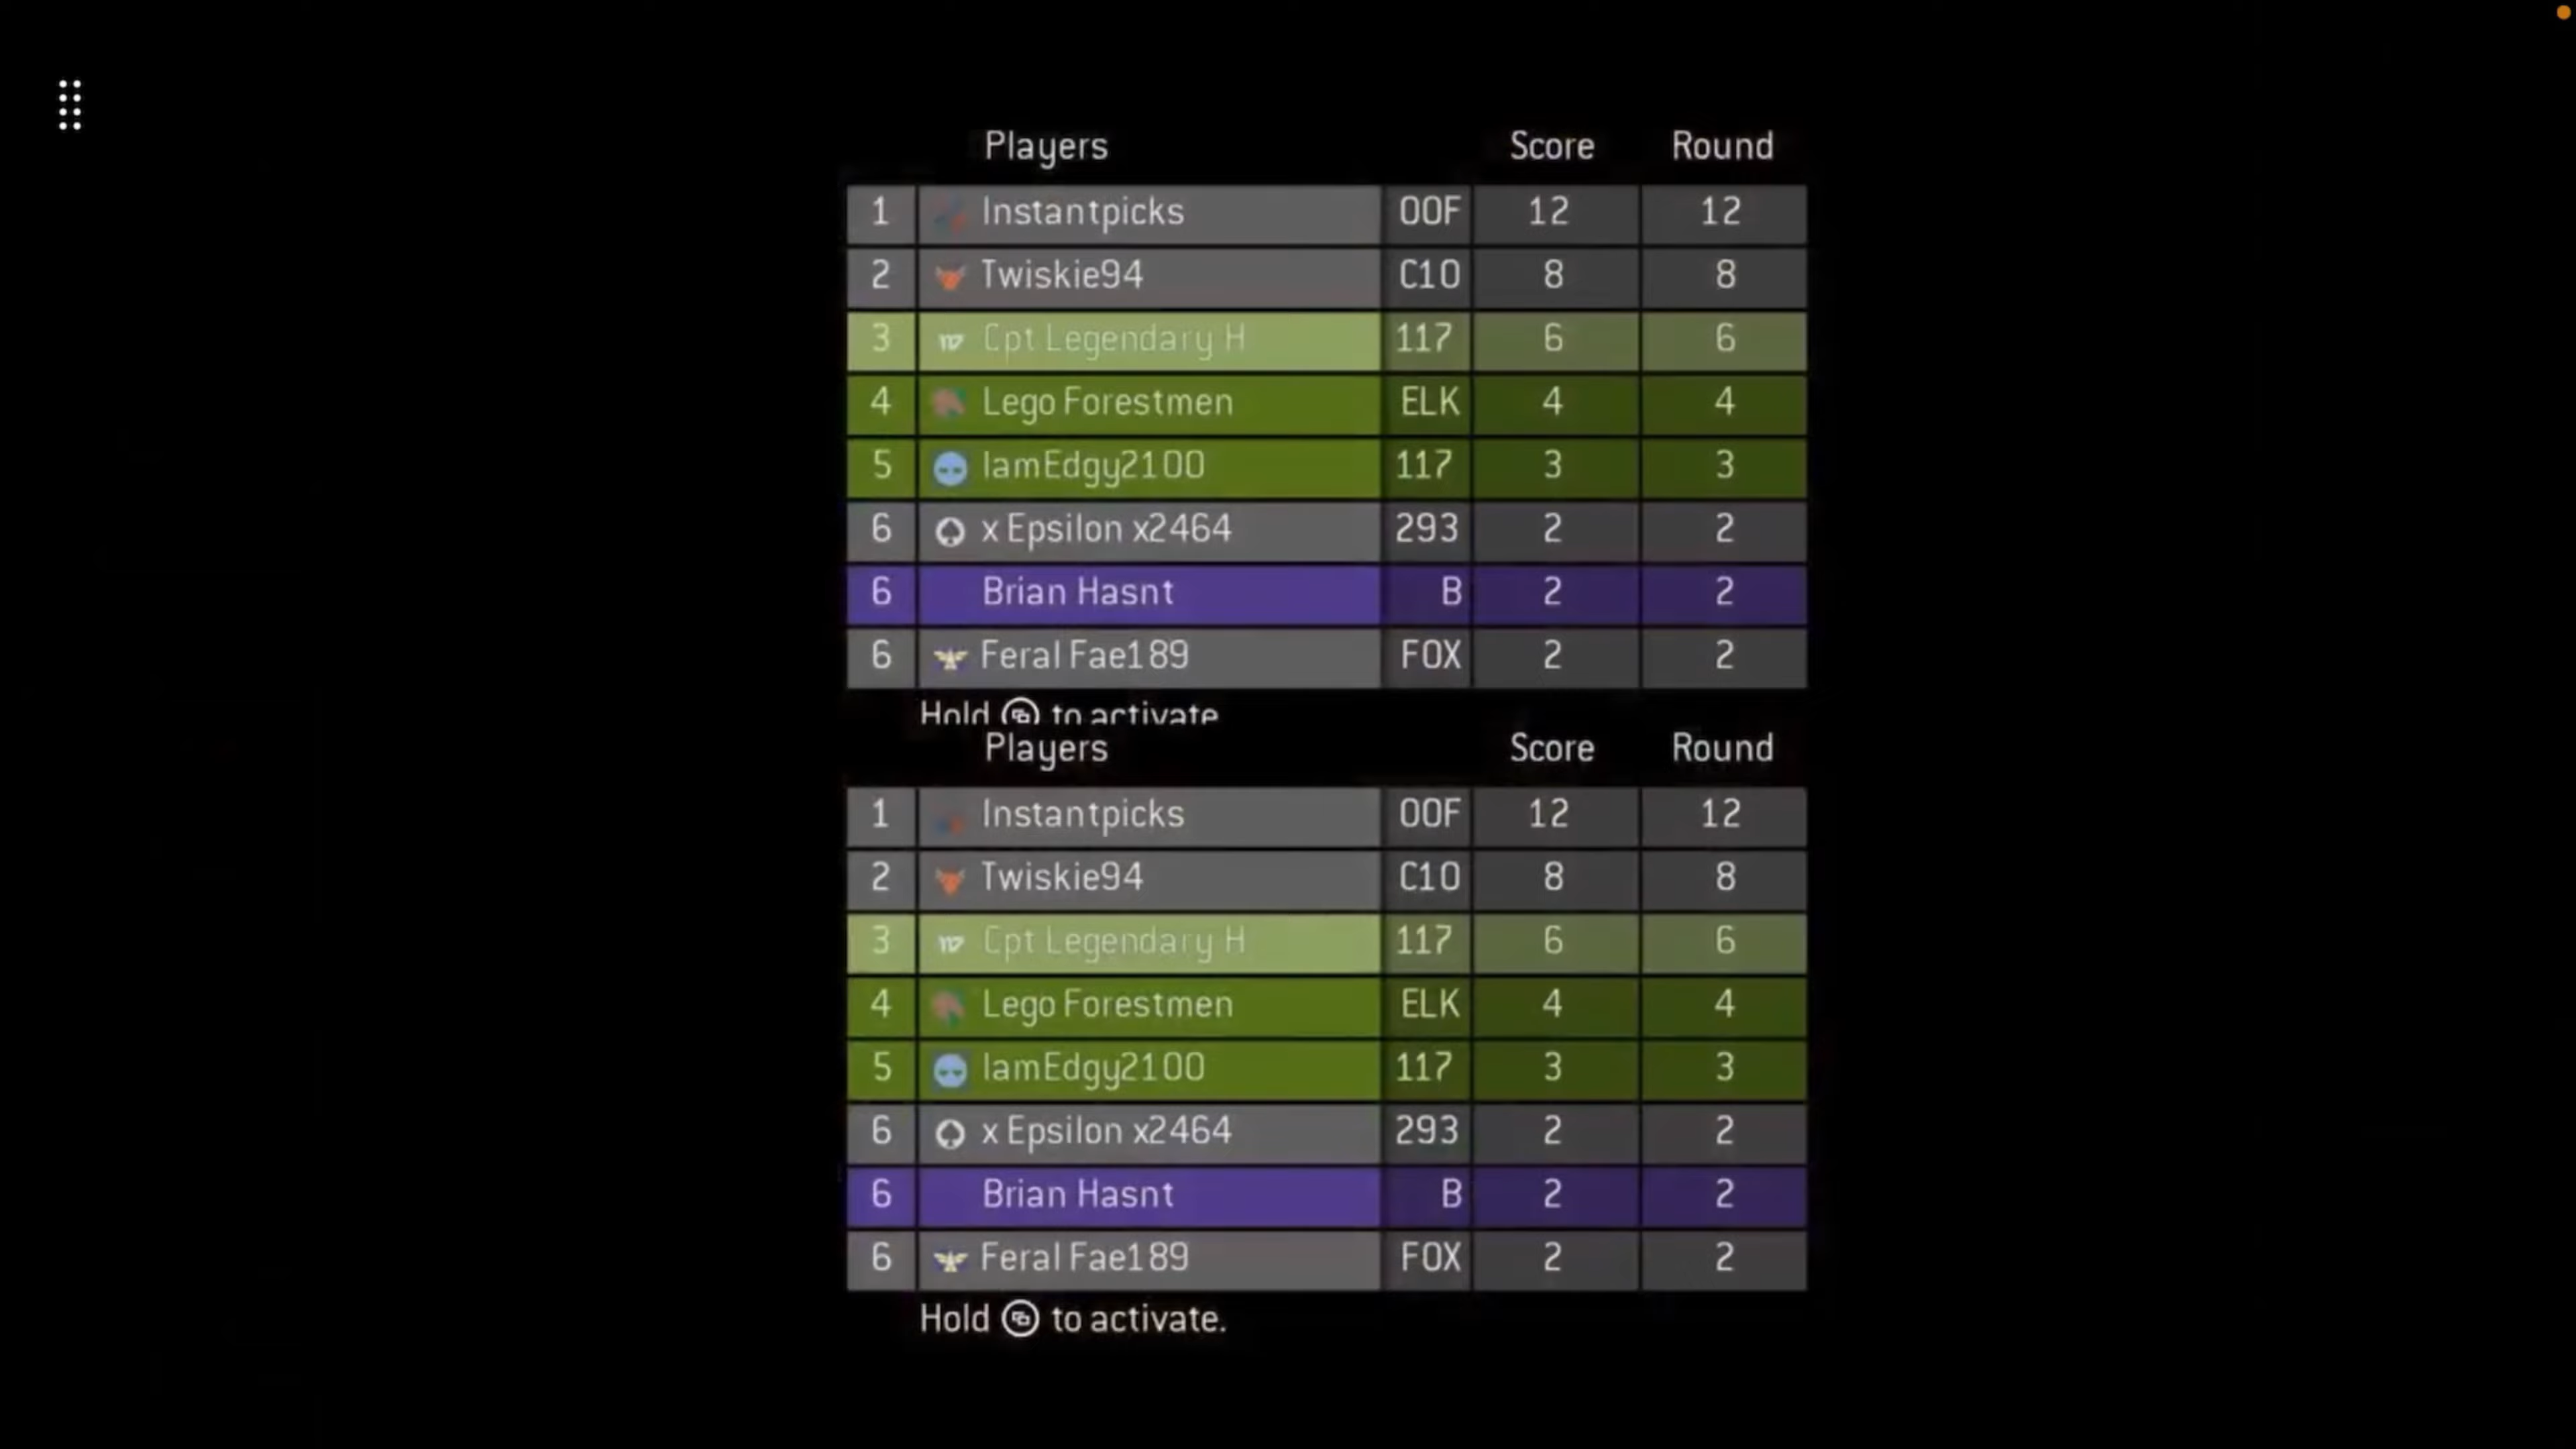 Players Score Round
1 Instantpicks OOF 12 12
2 Twiskie94 C10 8 8
3 Cpt Legendary H 117 6 6
4 Lego Forestmen ELK 4 4
5 IamEdgy2100 117 3 3
6 x Epsilon x2464 293 2 2
6 Brian Hasnt B 2 2
6 Feral Fae189 FOX 2 2
Hold to activate
Players Score Round
1 Instantpicks OOF 12 12
2 Twiskie94 C10 8 8
3 Cpt Legendary H 117 6 6
4 Lego Forestmen ELK 4 4
5 IamEdgy2100 117 3 3
6 x Epsilon x2464 293 2 2
6 Brian Hasnt B 2 2
6 Feral Fae189 FOX 2 2
Hold to activate.